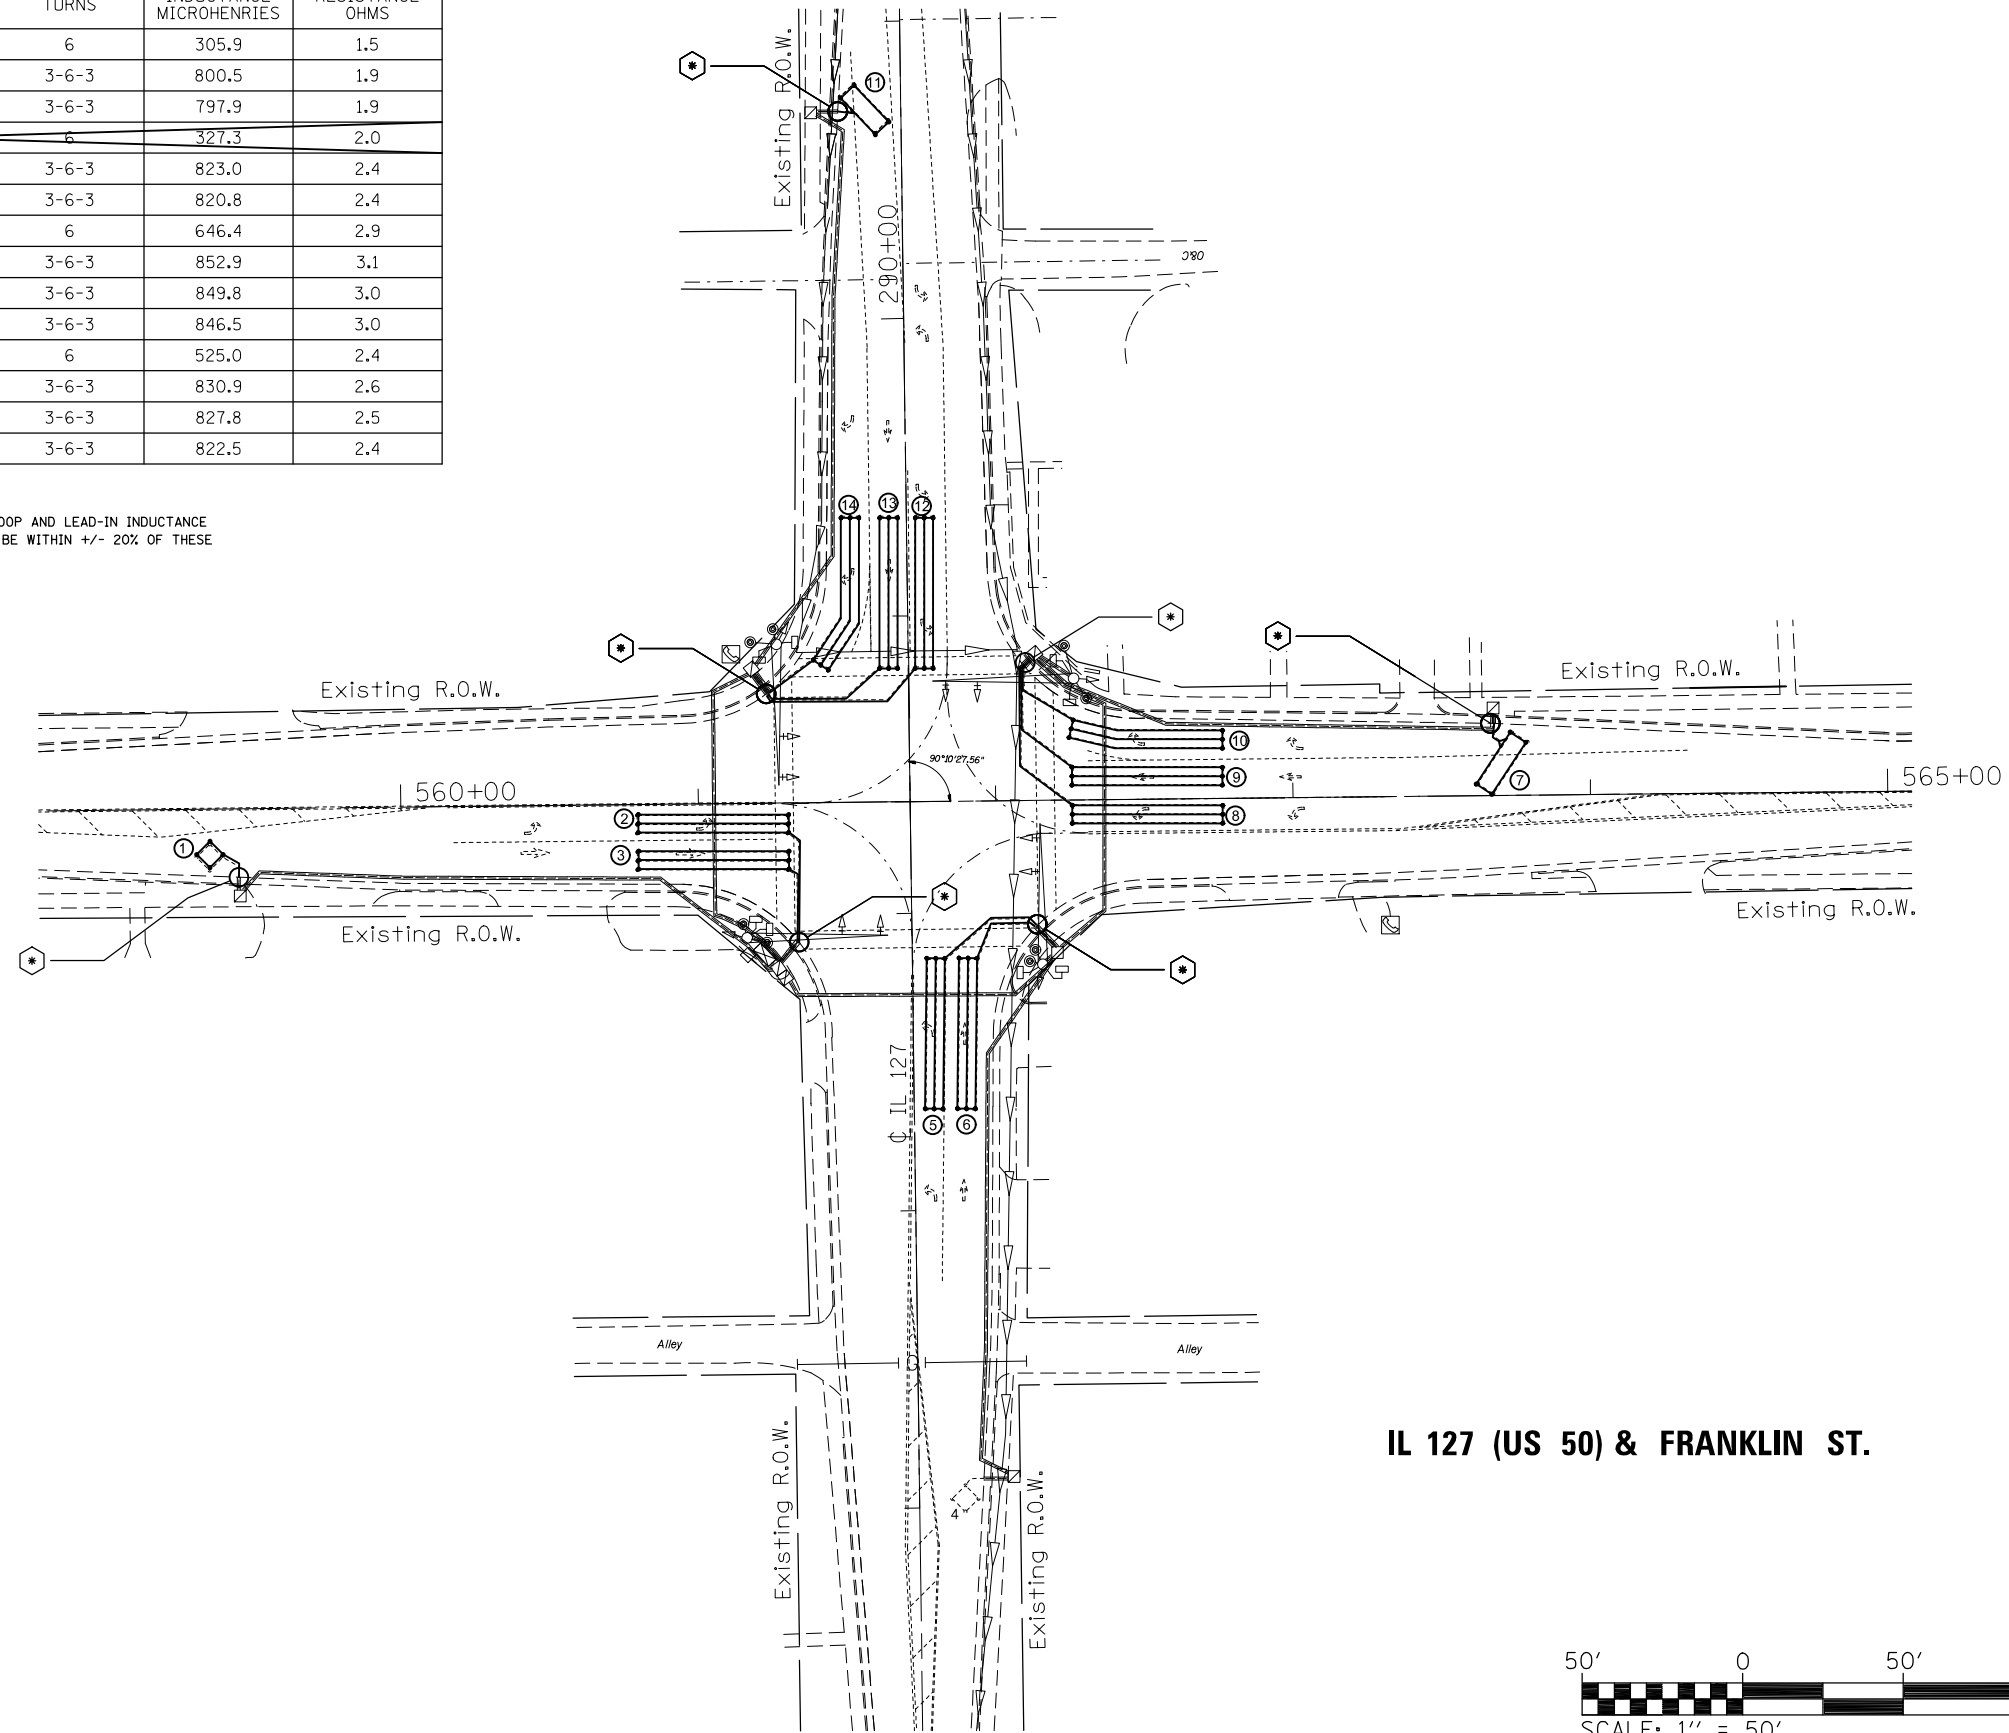 TURNS MICROHENRIES OHMS
6 305.9 1.5
3-6-3 800.5 1.9
3-6-3 797.9 1.9
6 327.3 2.0
3-6-3 823.0 2.4
3-6-3 820.8 2.4
6 646.4 2.9
3-6-3 852.9 3.1
3-6-3 849.8 3.0
3-6-3 846.5 3.0
6 525.0 2.4
3-6-3 830.9 2.6
3-6-3 827.8 2.5
3-6-3 822.5 2.4
LOOP AND LEAD-IN INDUCTANCE
BE WITHIN +/- 20% OF THESE
*
11
Existing R.O.W.
290+00
14
13
12
*
*
*
Existing R.O.W.
Existing R.O.W.
10
9
8
7
90°10'27.56"
560+00
565+00
2
3
1
*
*
*
Existing R.O.W.
Existing R.O.W.
℄ IL 127
5
6
Alley
Alley
Existing R.O.W.
Existing R.O.W.
4
IL 127 (US 50) & FRANKLIN ST.
50' 0 50'
SCALE: 1" = 50'